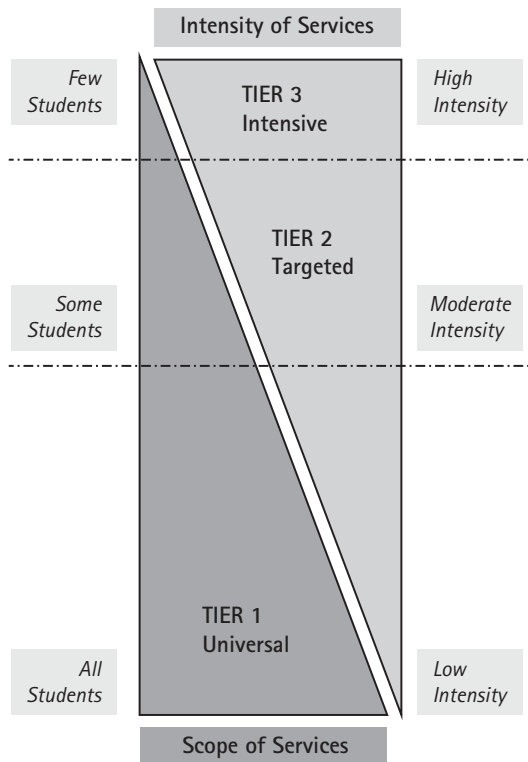 Intensity of Services
Few
Students
TIER 3
Intensive
High
Intensity
TIER 2
Targeted
Some
Students
Moderate
Intensity
TIER 1
Universal
All
Students
Low
Intensity
Scope of Services